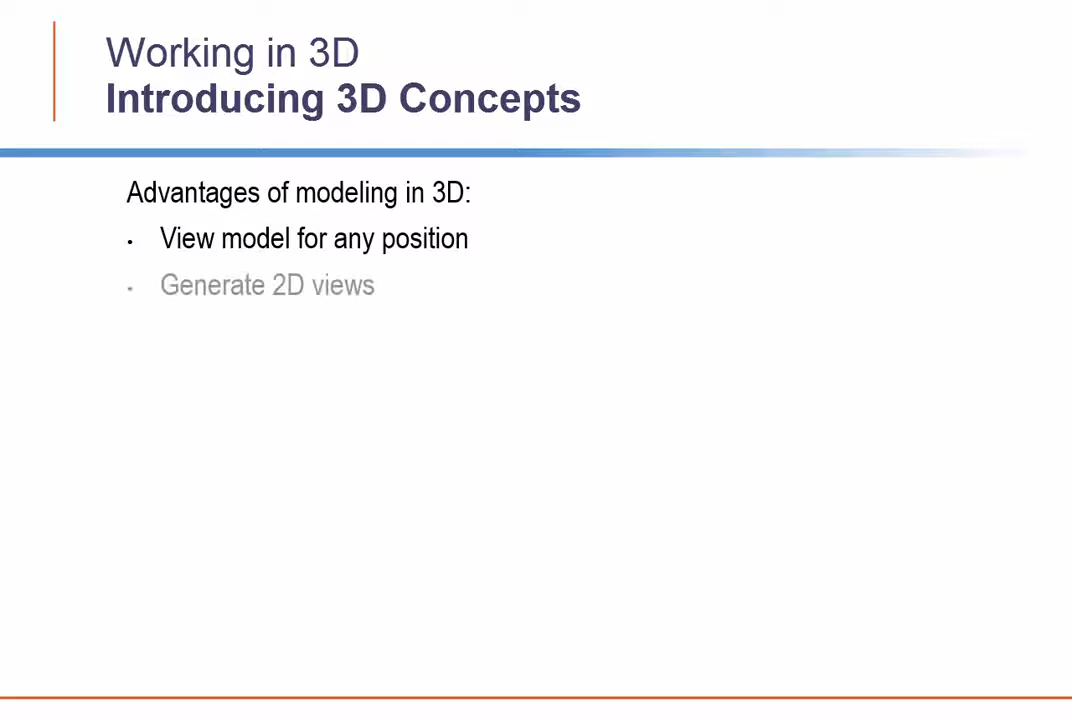 Working in 3D
Introducing 3D Concepts
Advantages of modeling in 3D:
• View model for any position
• Generate 2D views